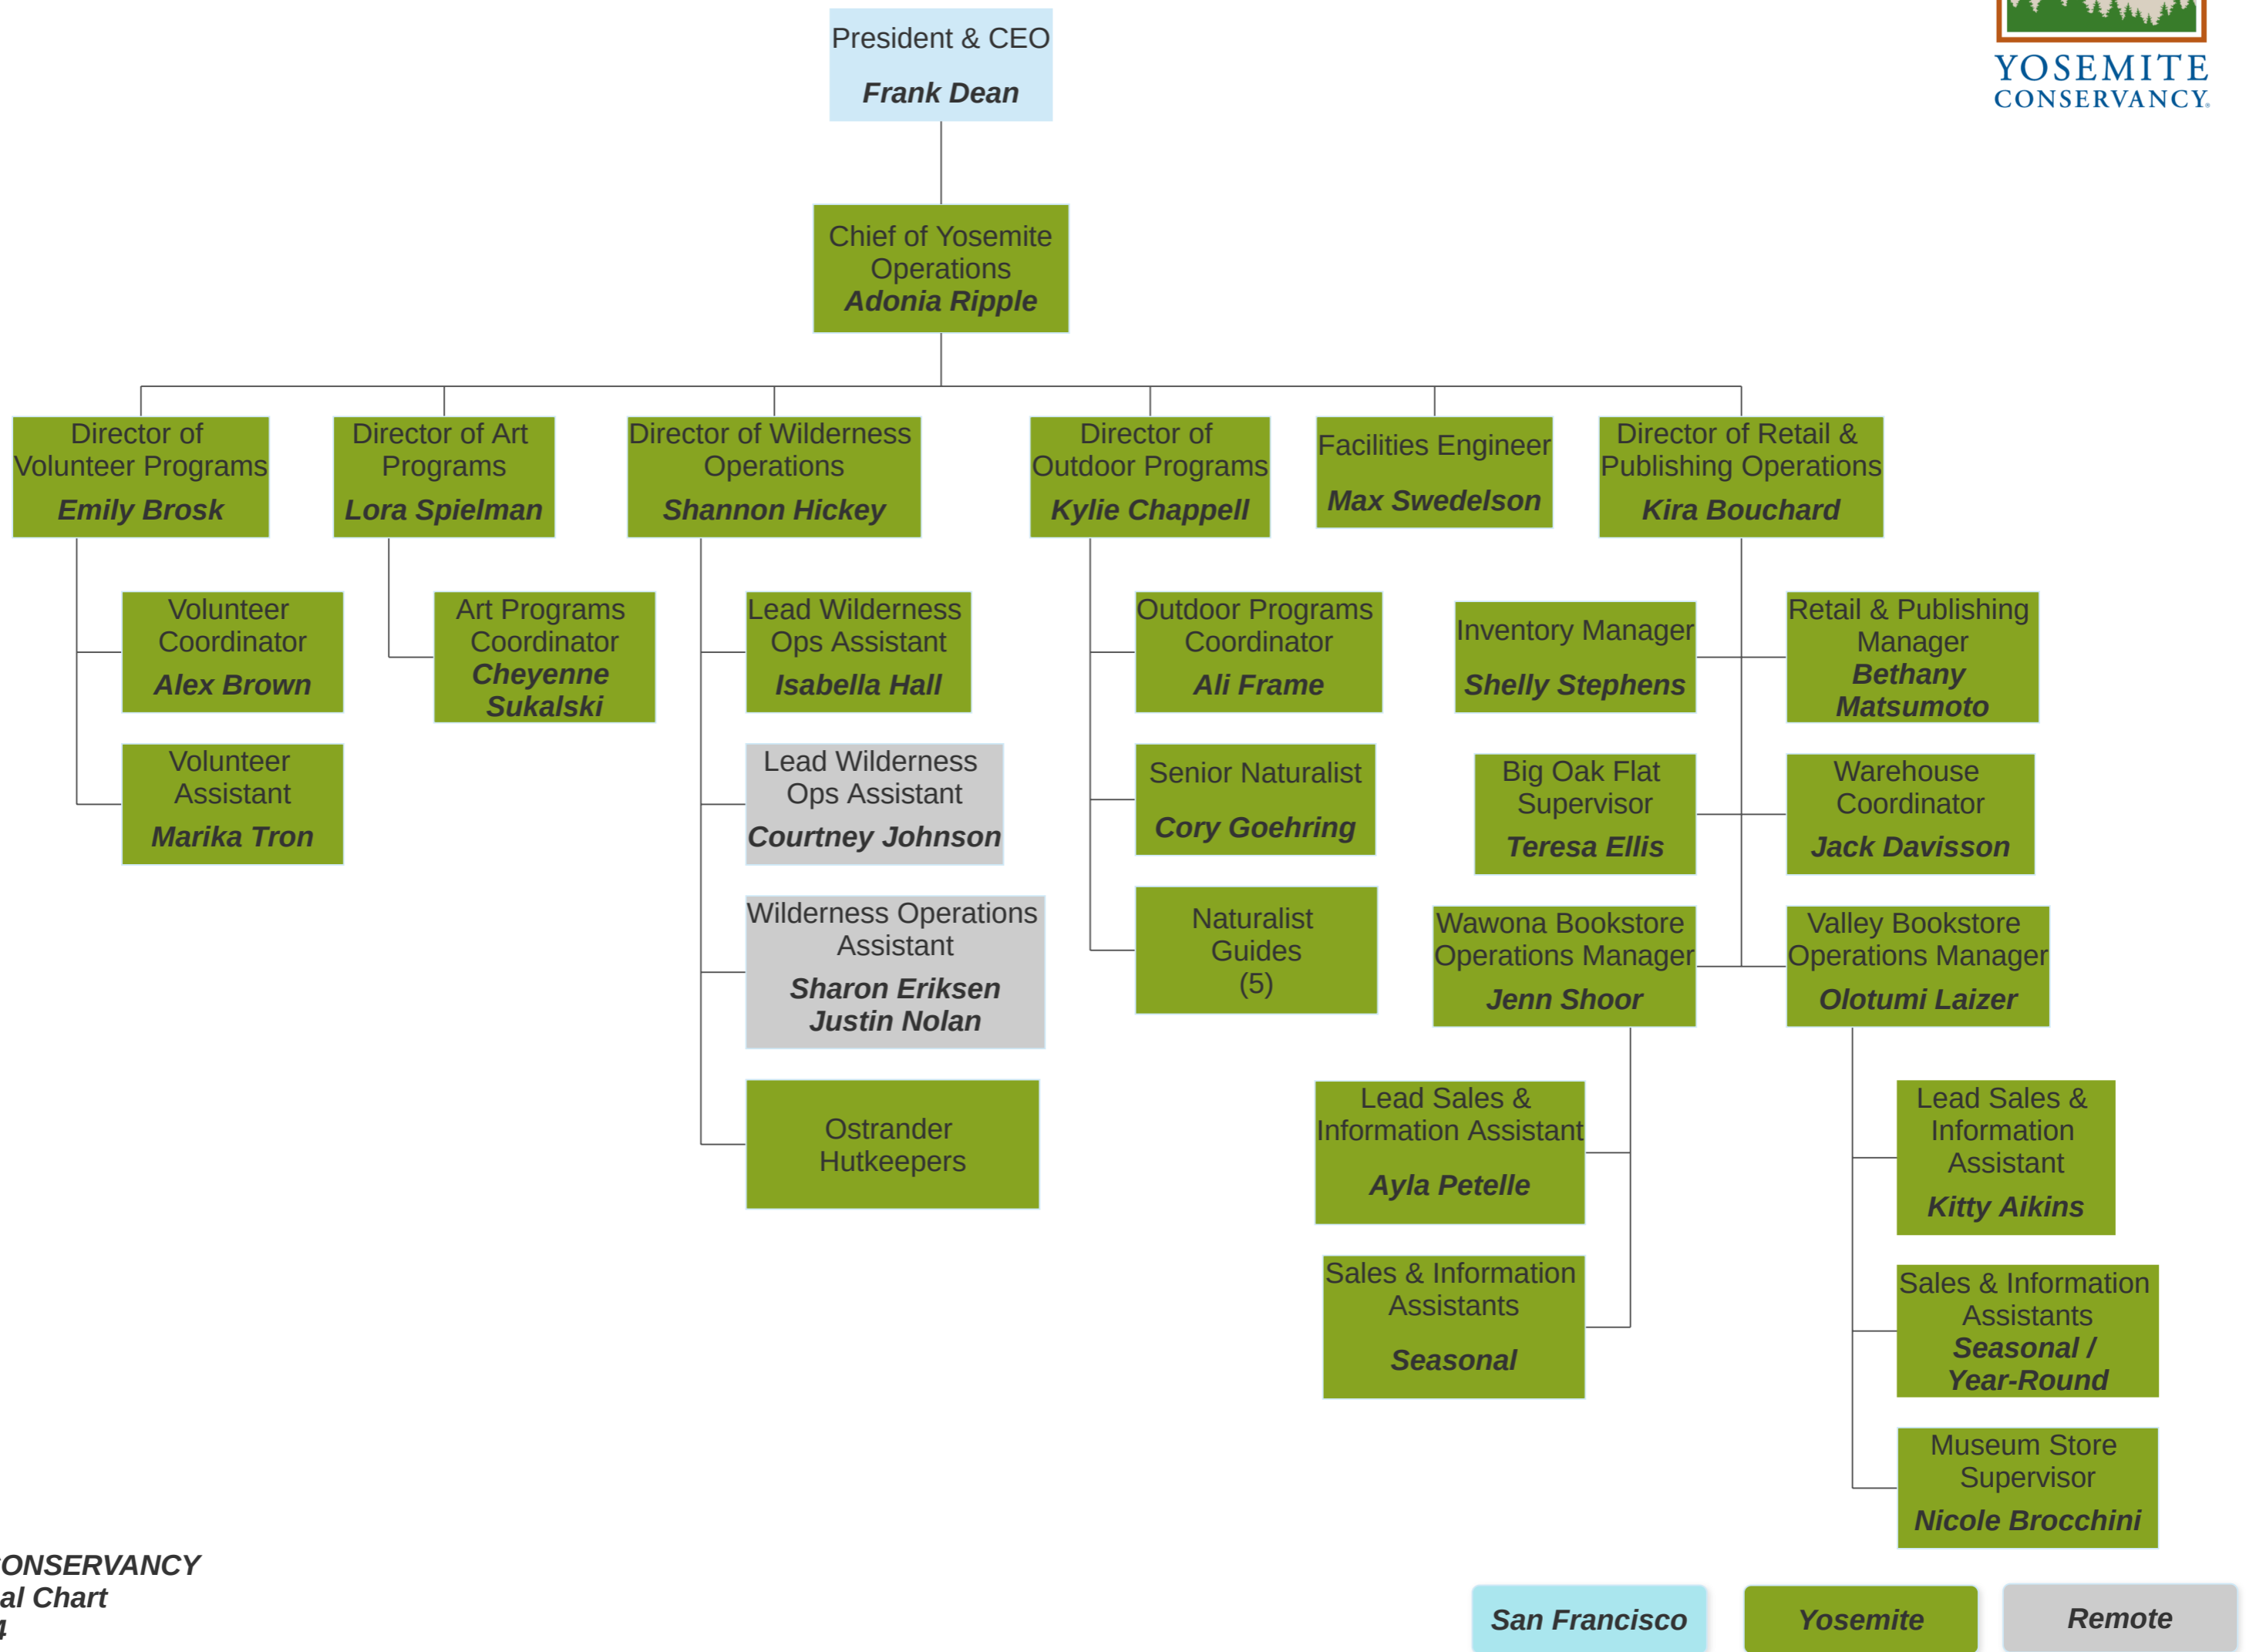 President & CEO
Frank Dean
YOSEMITE
CONSERVANCY
Chief of Yosemite
Operations
Adonia Ripple
Director of
Volunteer Programs
Emily Brosk
Director of Art
Programs
Lora Spielman
Director of Wilderness
Operations
Shannon Hickey
Director of
Outdoor Programs
Kylie Chappell
Facilities Engineer
Max Swedelson
Director of Retail &
Publishing Operations
Kira Bouchard
Volunteer
Coordinator
Alex Brown
Volunteer
Assistant
Marika Tron
Art Programs
Coordinator
Cheyenne
Sukalski
Lead Wilderness
Ops Assistant
Isabella Hall
Lead Wilderness
Ops Assistant
Courtney Johnson
Wilderness Operations
Assistant
Sharon Eriksen
Justin Nolan
Ostrander
Hutkeepers
Outdoor Programs
Coordinator
Ali Frame
Senior Naturalist
Cory Goehring
Naturalist
Guides
(5)
Inventory Manager
Shelly Stephens
Retail & Publishing
Manager
Bethany
Matsumoto
Big Oak Flat
Supervisor
Teresa Ellis
Warehouse
Coordinator
Jack Davisson
Wawona Bookstore
Operations Manager
Jenn Shoor
Valley Bookstore
Operations Manager
Olotumi Laizer
Lead Sales &
Information Assistant
Ayla Petelle
Sales & Information
Assistants
Seasonal
Lead Sales &
Information
Assistant
Kitty Aikins
Sales & Information
Assistants
Seasonal /
Year-Round
Museum Store
Supervisor
Nicole Brocchini
ONSERVANCY
al Chart
4
San Francisco
Yosemite
Remote